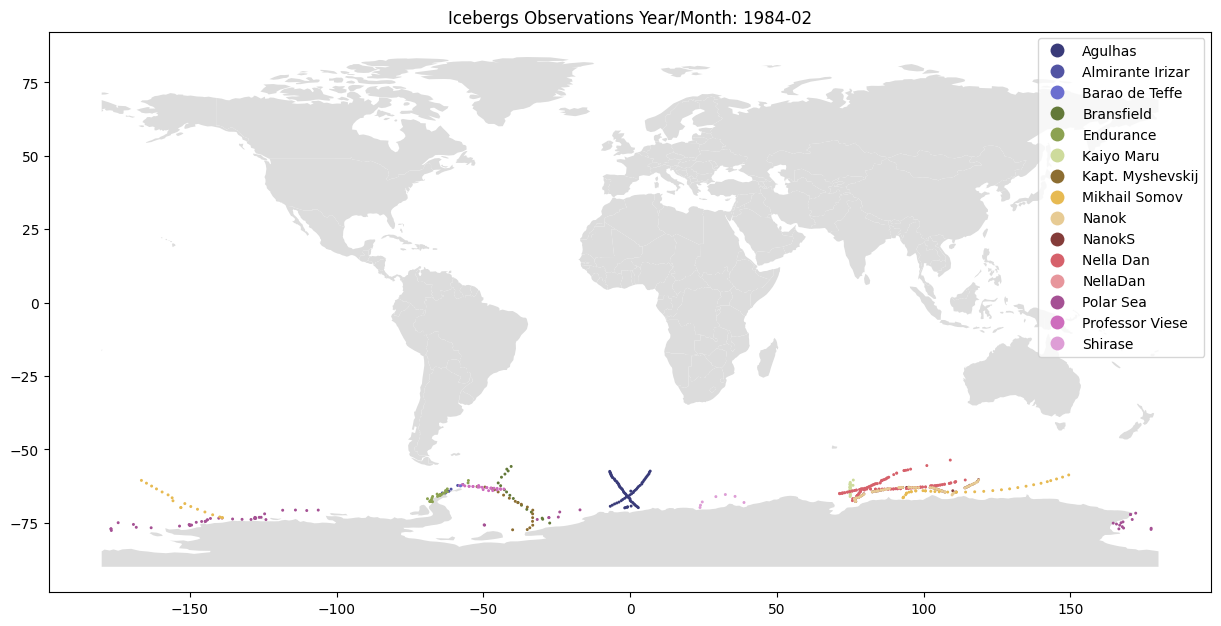 Icebergs Observations Year/Month: 1984-02
Agulhas
Almirante Irizar
Barao de Teffe
Bransfield
Endurance
Kaiyo Maru
Kapt. Myshevskij
Mikhail Somov
Nanok
NanokS
Nella Dan
NellaDan
Polar Sea
Professor Viese
Shirase
75
50
25
0
−25
−50
−75
−150
−100
−50
0
50
100
150